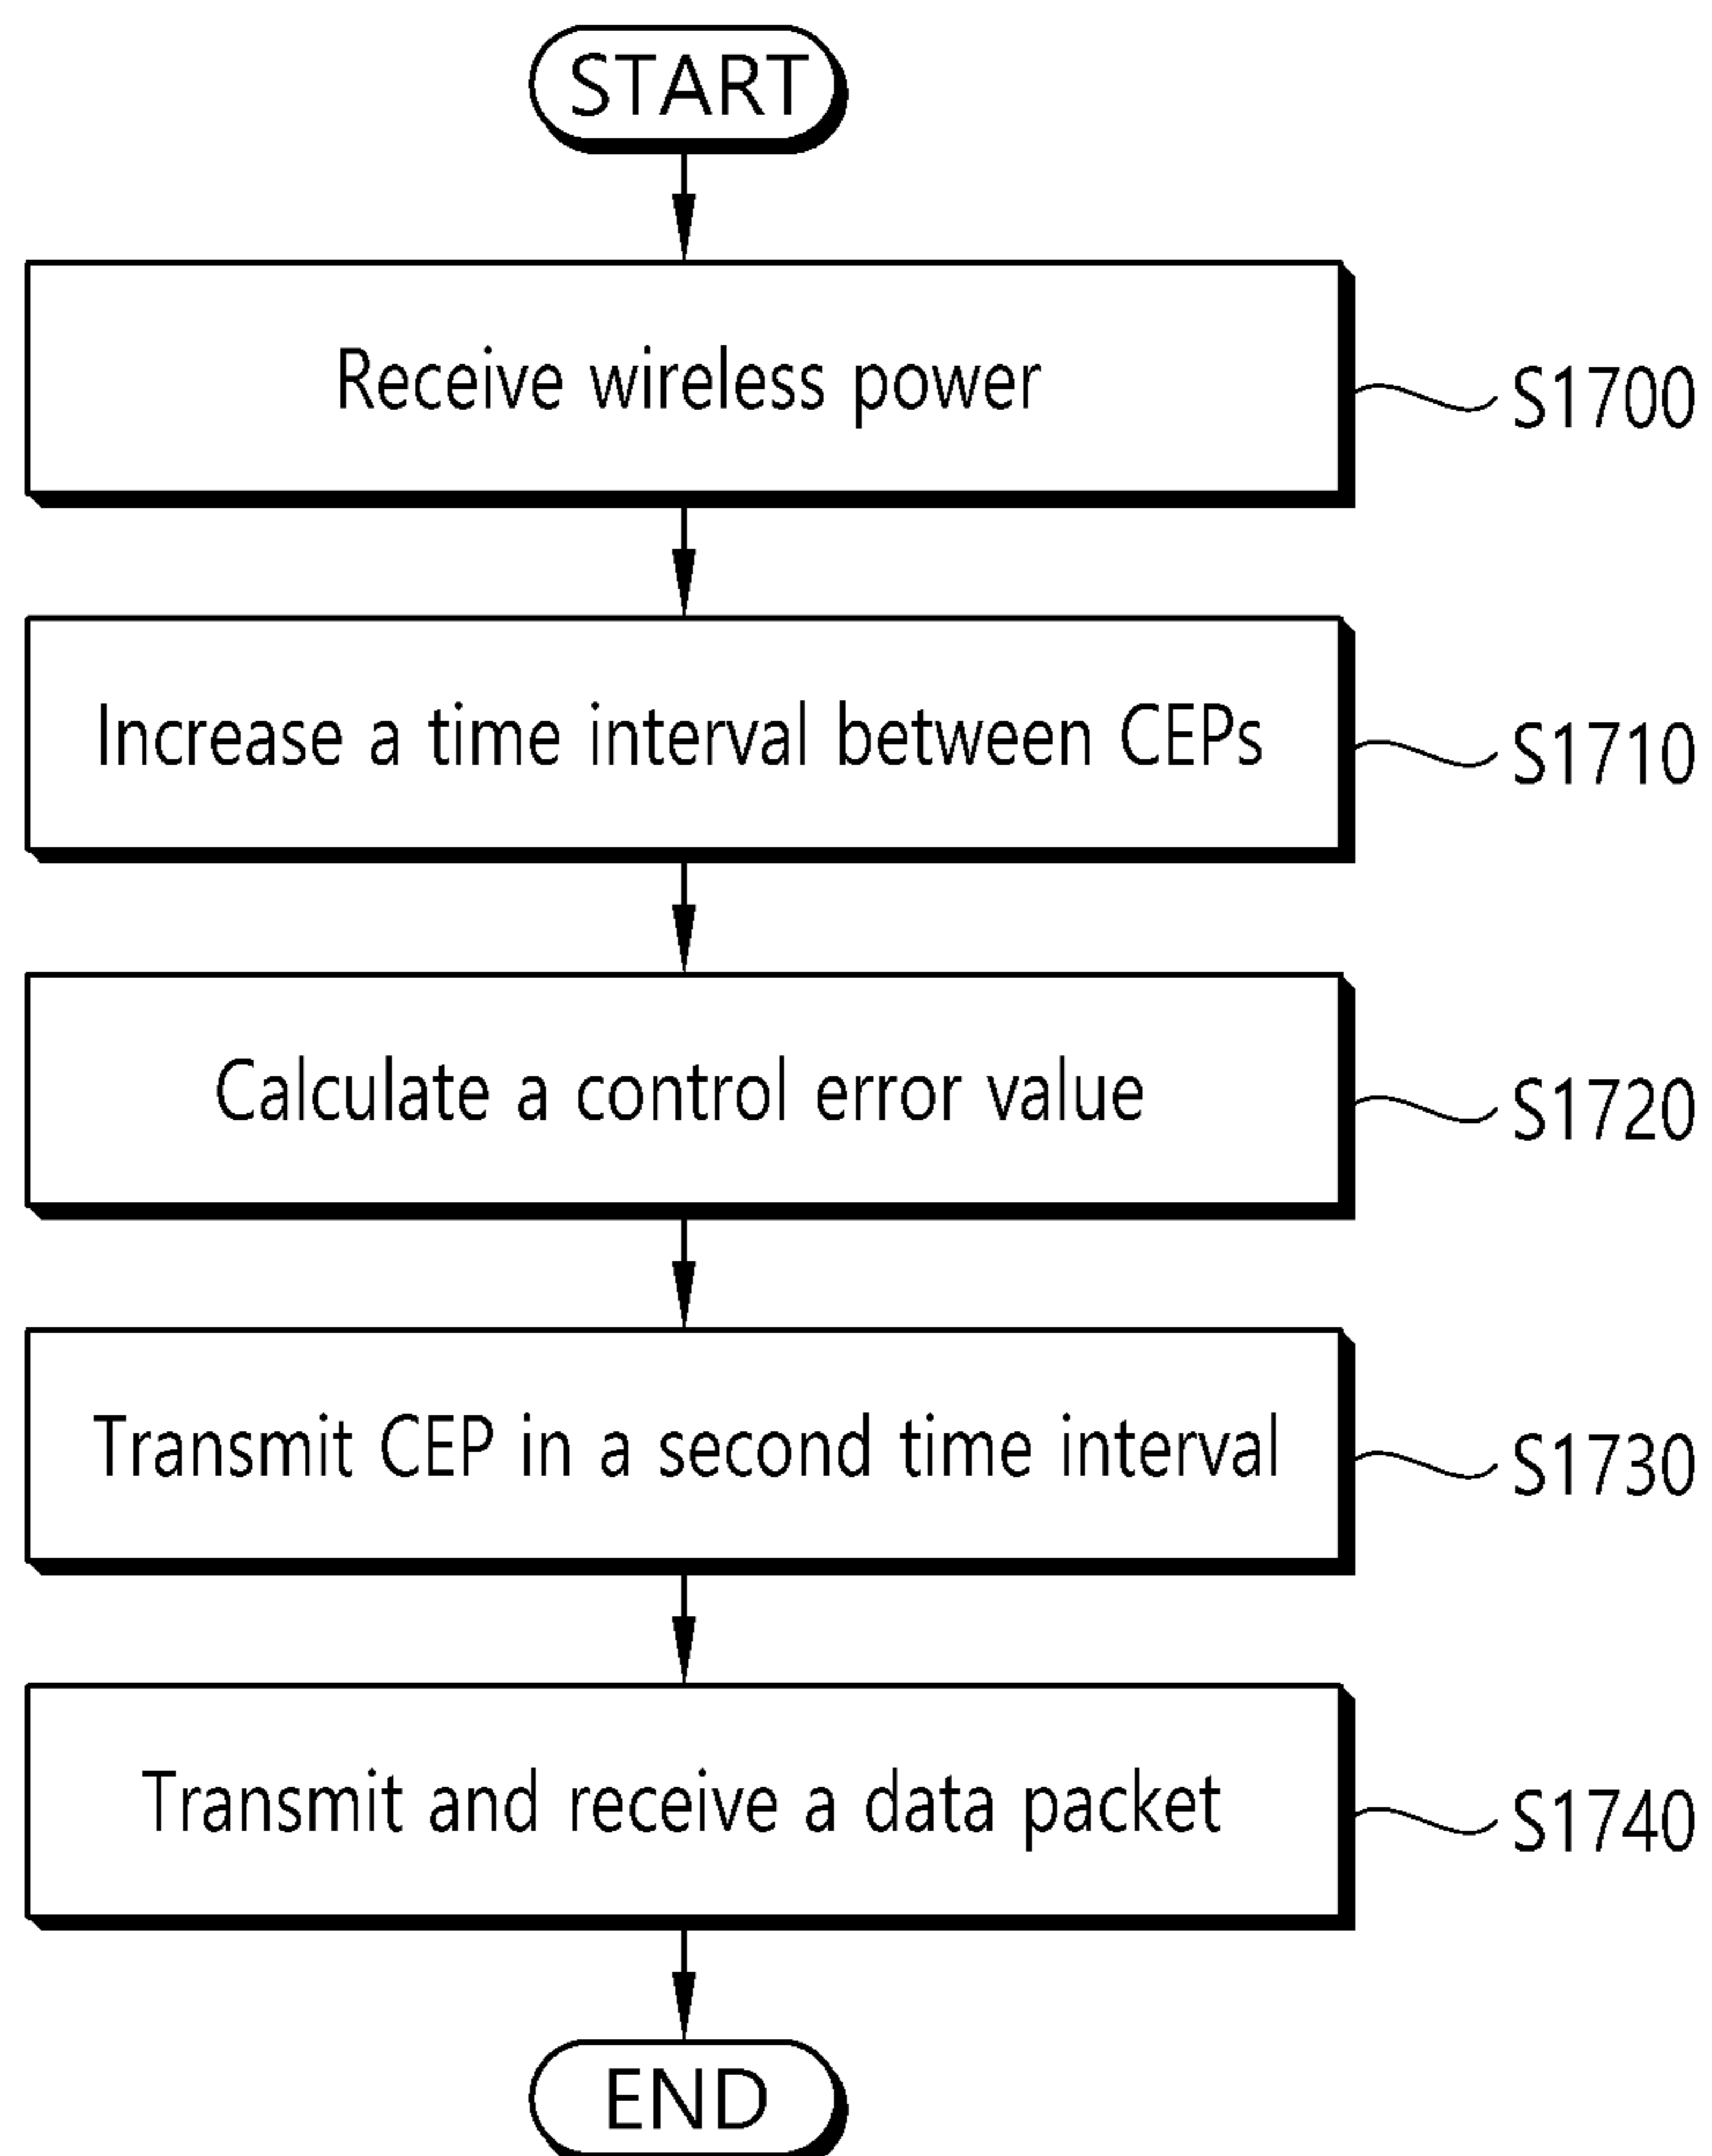 START
Receive wireless power
S1700
Increase a time interval between CEPs
S1710
Calculate a control error value
S1720
Transmit CEP in a second time interval
S1730
Transmit and receive a data packet
S1740
END